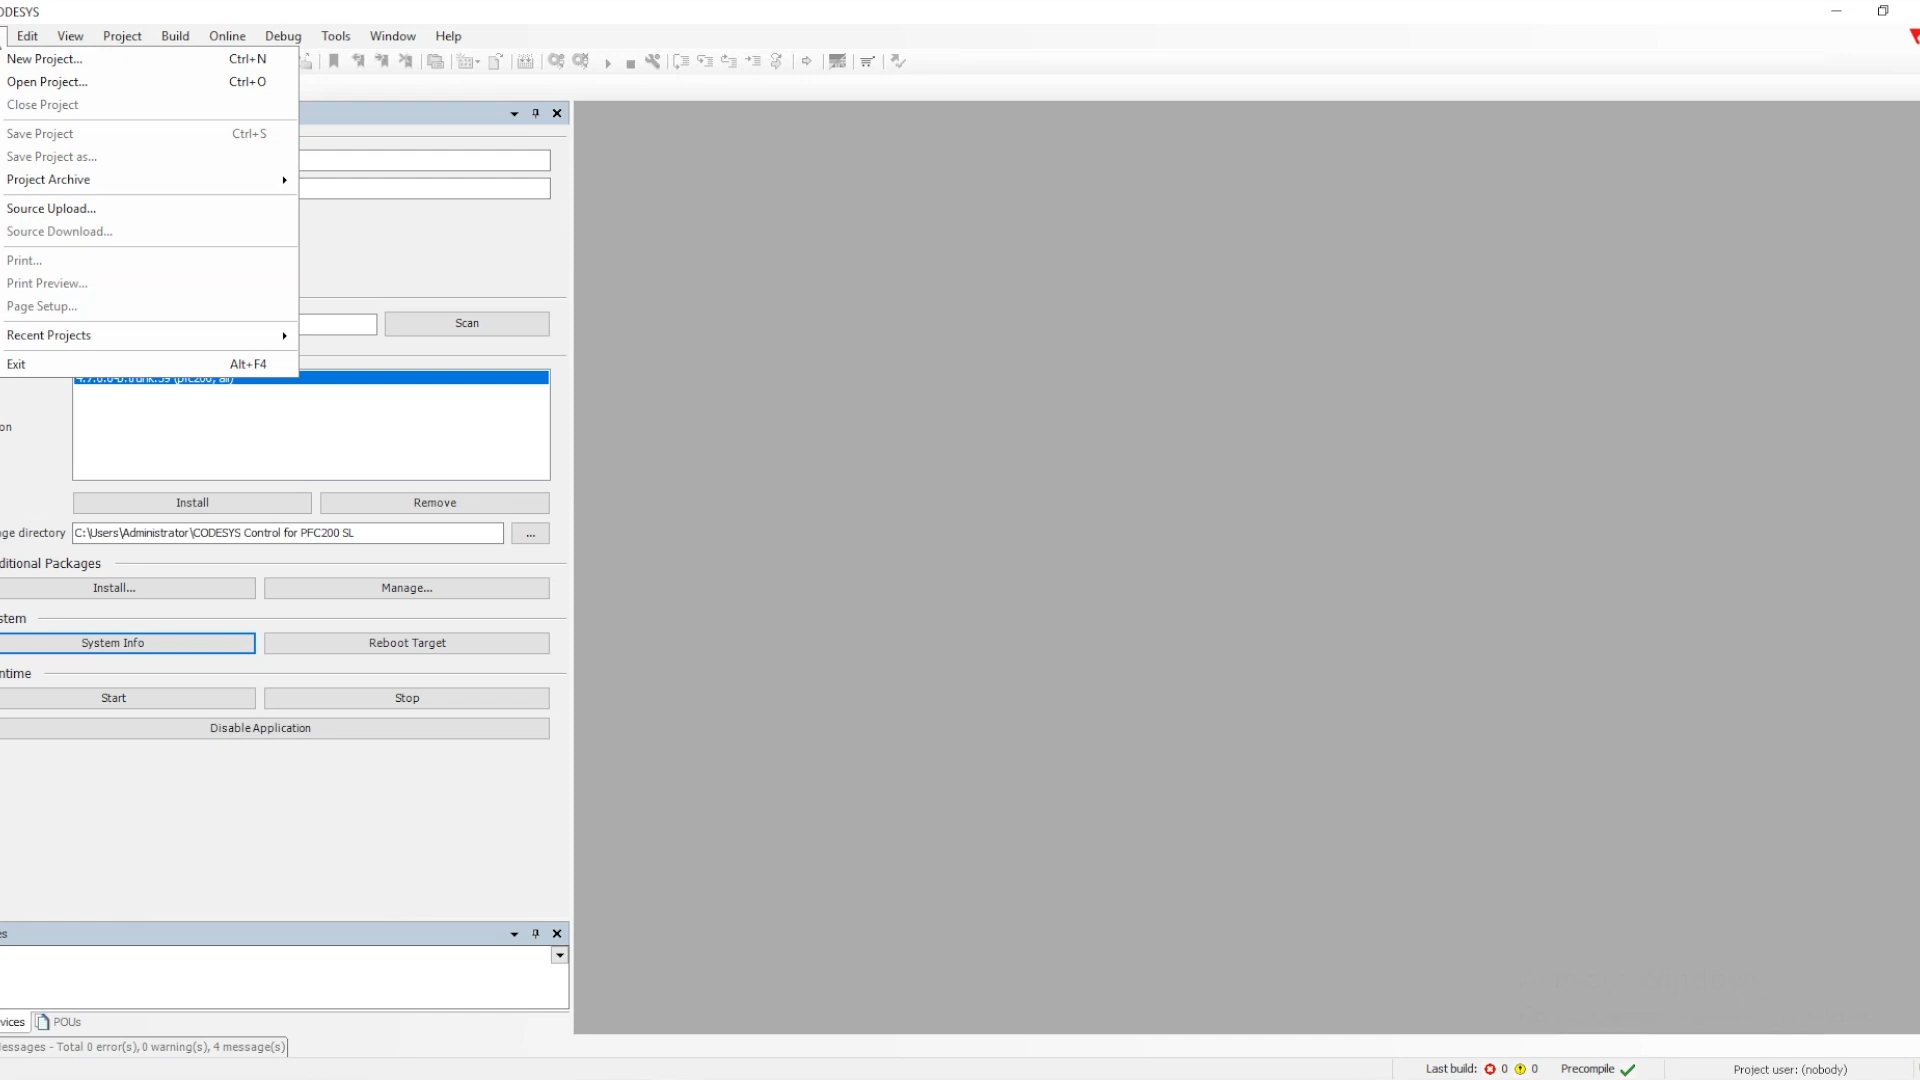 ODESYS
Edit View Project Build Online Debug Tools Window Help
New Project... Ctrl+N
Open Project... Ctrl+O
Close Project
Save Project Ctrl+S
Save Project as...
Project Archive
Source Upload...
Source Download...
Print...
Print Preview...
Page Setup...
Recent Projects
Scan
Exit Alt+F4
(pfc200, all)
on
Install Remove
ge directory C:\Users\Administrator\CODESYS Control for PFC200 SL ...
ditional Packages
Install... Manage...
stem
System Info Reboot Target
ntime
Start Stop
Disable Application
es
vices POUs
essages - Total 0 error(s), 0 warning(s), 4 message(s)
Last build: 0 0 Precompile Project user: (nobody)